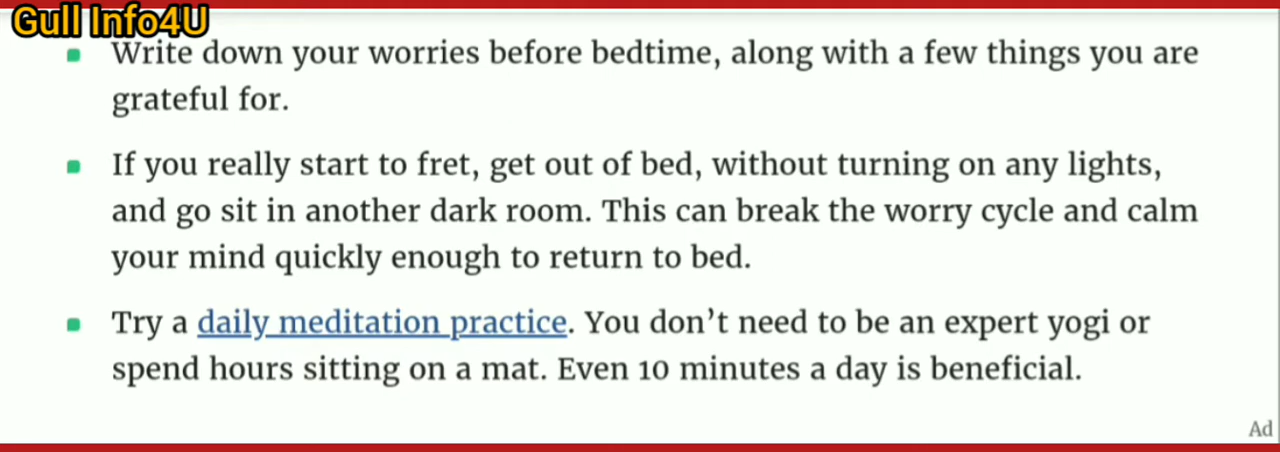 Gull Info4U
Write down your worries before bedtime, along with a few things you are
grateful for.
If you really start to fret, get out of bed, without turning on any lights,
and go sit in another dark room. This can break the worry cycle and calm
your mind quickly enough to return to bed.
Try a daily meditation practice. You don’t need to be an expert yogi or
spend hours sitting on a mat. Even 10 minutes a day is beneficial.
Ad